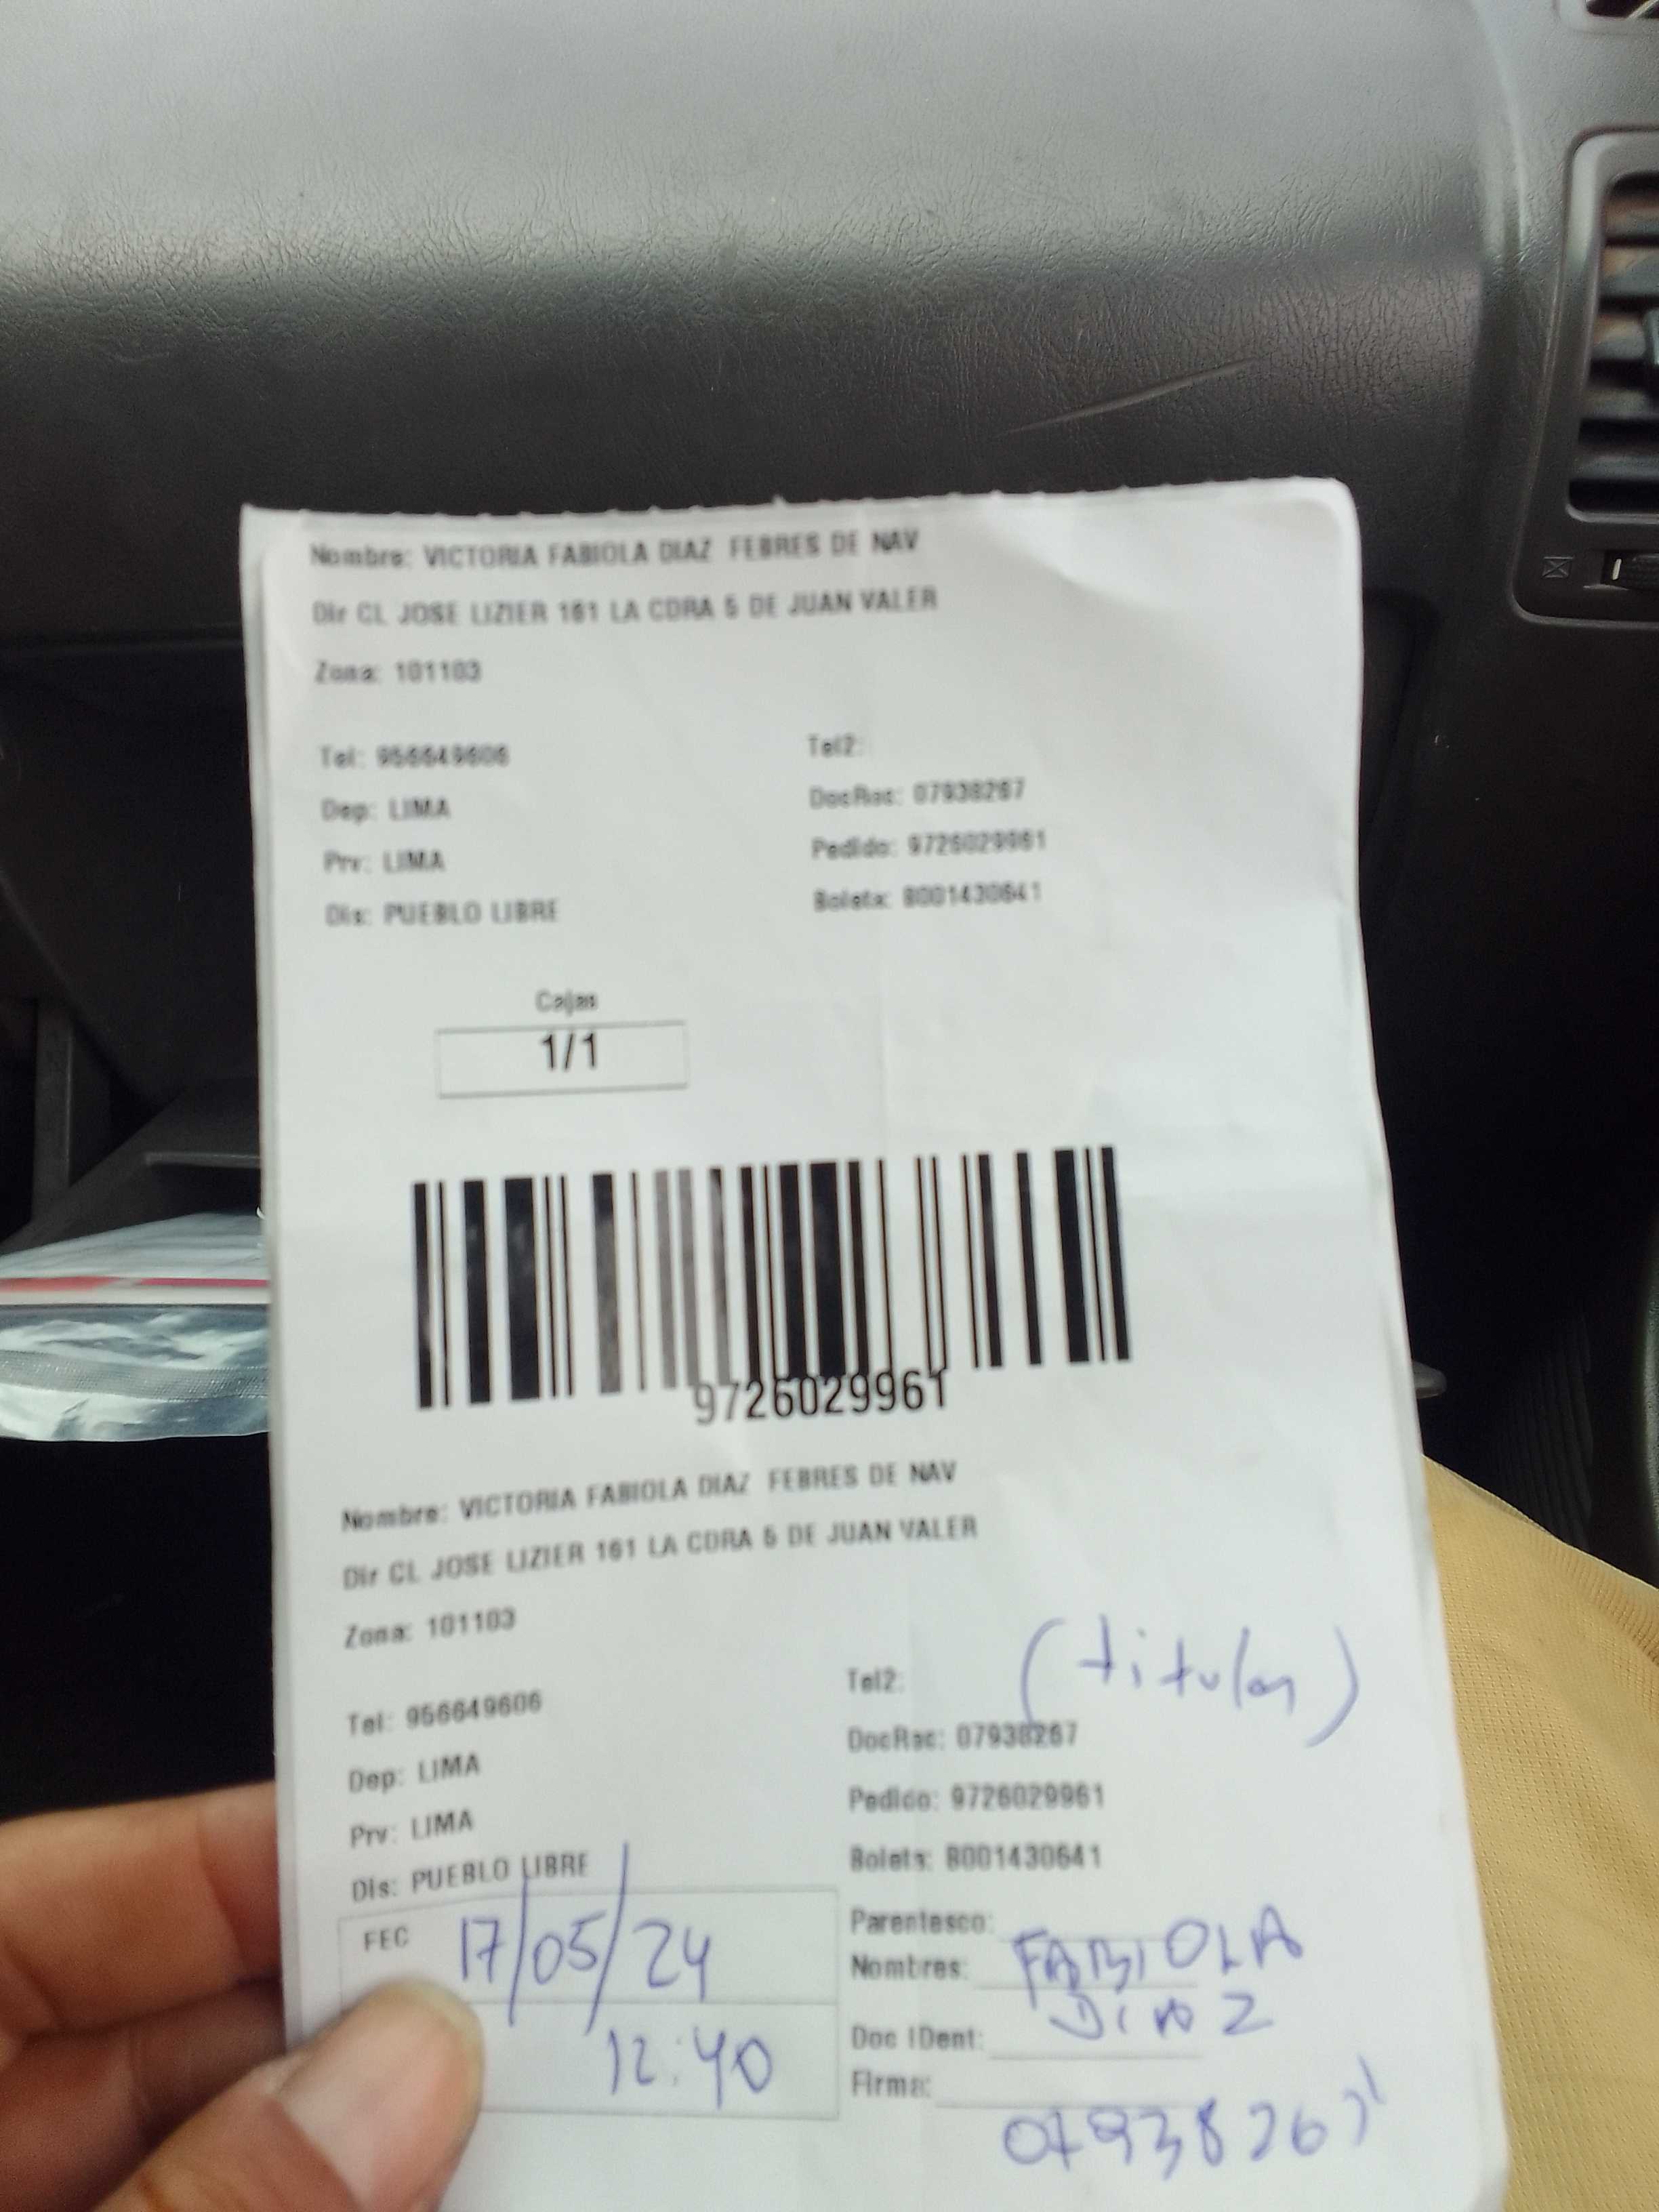 Nombre: VICTORIA FABIOLA DIAZ FEBRES DE NAV
Dir CL JOSE LIZIER 161 LA CDRA 5 DE JUAN VALER
Zona: 101103
Tel: 956649606 Tel2:
Dep: LIMA DocRac: 07938267
Prv: LIMA Pedido: 9726029961
Dis: PUEBLO LIBRE Boleta: B001430641
Cajas
1/1
9726029961
Nombre: VICTORIA FABIOLA DIAZ FEBRES DE NAV
Dir CL JOSE LIZIER 161 LA CDRA 5 DE JUAN VALER
Zona: 101103
(titular)
Tel: 956649606 Tel2:
Dep: LIMA DocRac: 07938267
Prv: LIMA Pedido: 9726029961
Dis: PUEBLO LIBRE Boleta: B001430641
FEC 17/05/24
12:40
Parentesco:
Nombres: FABIOLA
DIAZ
Doc IDent:
Firma:
07938267